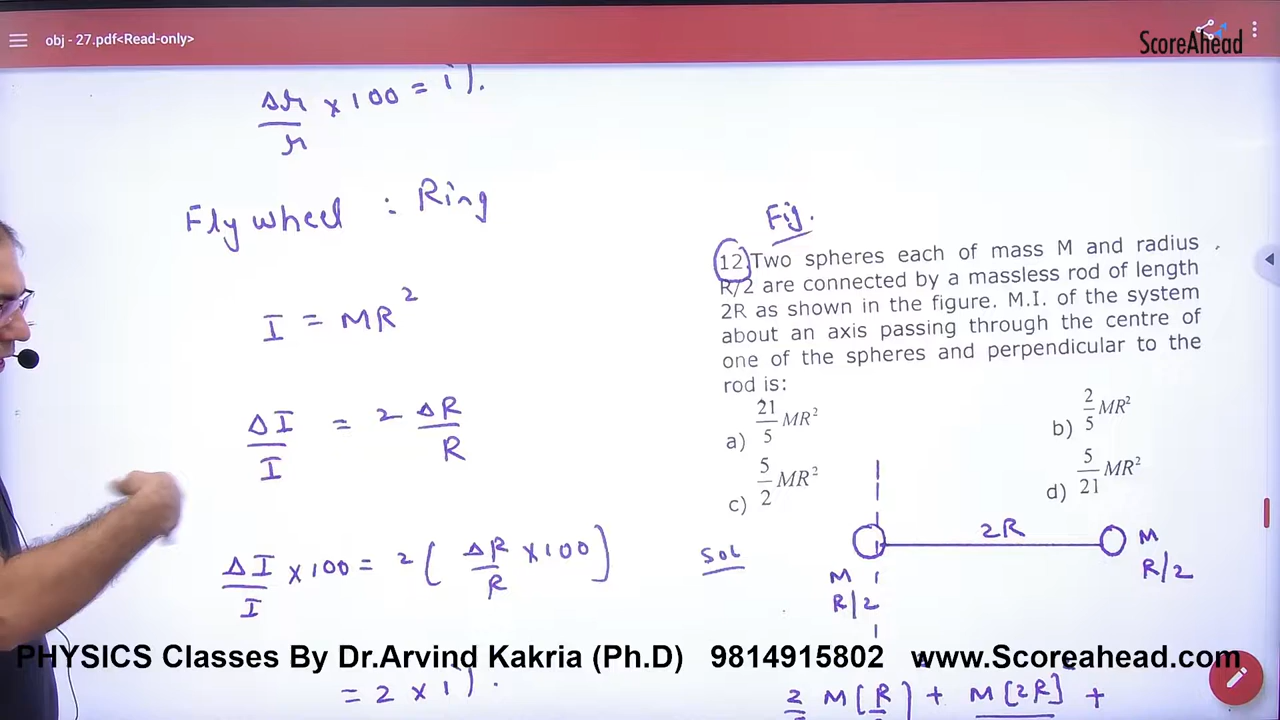 obj - 27.pdf<Read-only>
ScoreAhead
Δr/r × 100 = 1%.
Flywheel : Ring
I = MR²
ΔI/I = 2 ΔR/R
ΔI/I × 100 = 2 ( ΔR/R × 100 )
= 2 × 1%.
Fig.
12. Two spheres each of mass M and radius
R/2 are connected by a massless rod of length
2R as shown in the figure. M.I. of the system
about an axis passing through the centre of
one of the spheres and perpendicular to the
rod is:
a) 21/5 MR²
b) 2/5 MR²
c) 5/2 MR²
d) 5/21 MR²
Sol
2R
M
R/2
M
R/2
PHYSICS Classes By Dr.Arvind Kakria (Ph.D) 9814915802 www.Scoreahead.com
M[R + M[2R] +